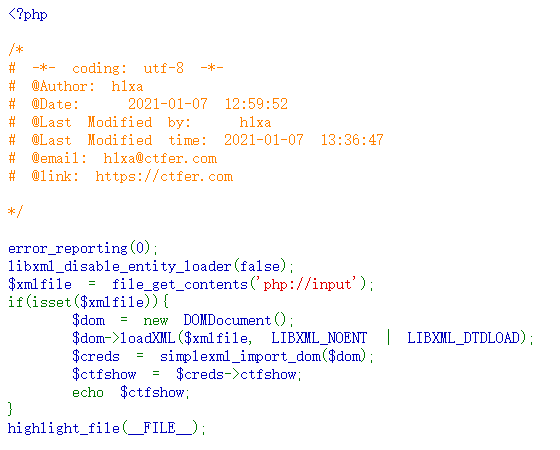 <?php
/*
# -*- coding: utf-8 -*-
# @Author: h1xa
# @Date:   2021-01-07 12:59:52
# @Last Modified by:   h1xa
# @Last Modified time: 2021-01-07 13:36:47
# @email: h1xa@ctfer.com
# @link: https://ctfer.com
*/
error_reporting(0);
libxml_disable_entity_loader(false);
$xmlfile = file_get_contents('php://input');
if(isset($xmlfile)){
    $dom = new DOMDocument();
    $dom->loadXML($xmlfile, LIBXML_NOENT | LIBXML_DTDLOAD);
    $creds = simplexml_import_dom($dom);
    $ctfshow = $creds->ctfshow;
    echo $ctfshow;
}
highlight_file(__FILE__);